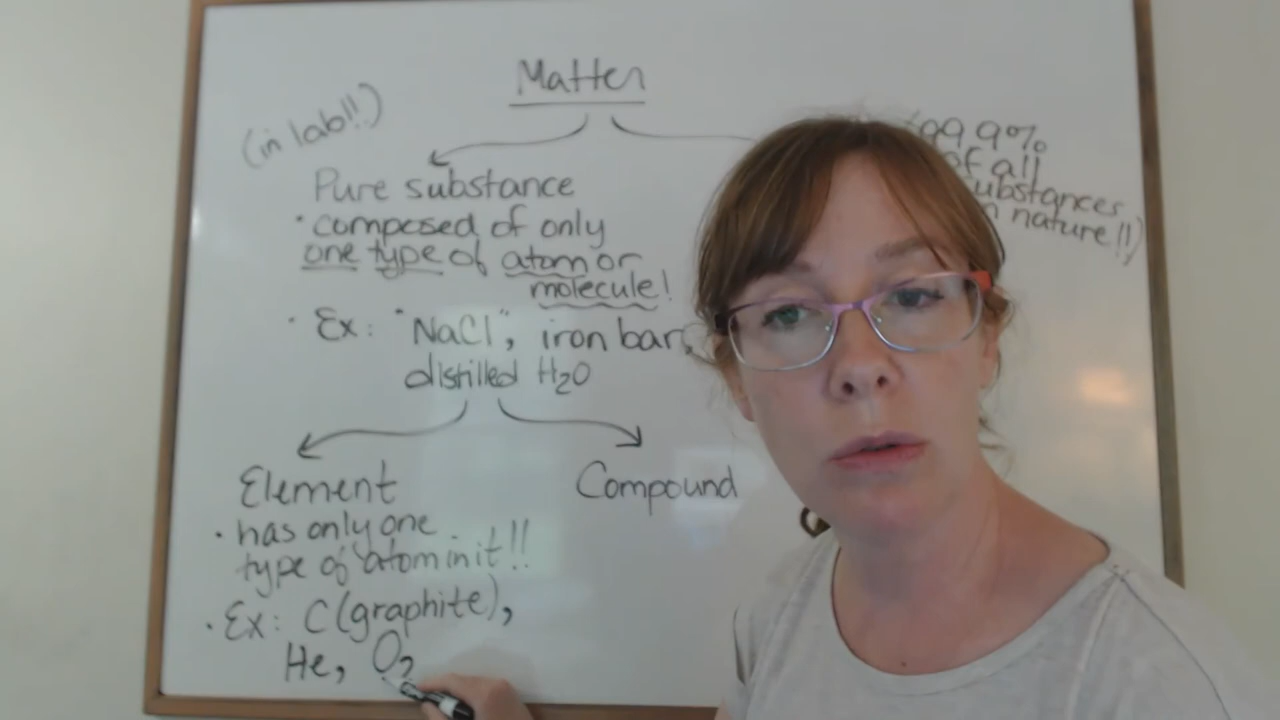 Matter
(in lab!!)
Pure substance
• composed of only
one type of atom or
molecule!
• Ex: "NaCl", iron bar,
distilled H₂O
Element
• has only one
type of atom in it!!
• Ex: C (graphite),
He, O₂
Compound
(99.9%
of all
ubstances
n nature!!)